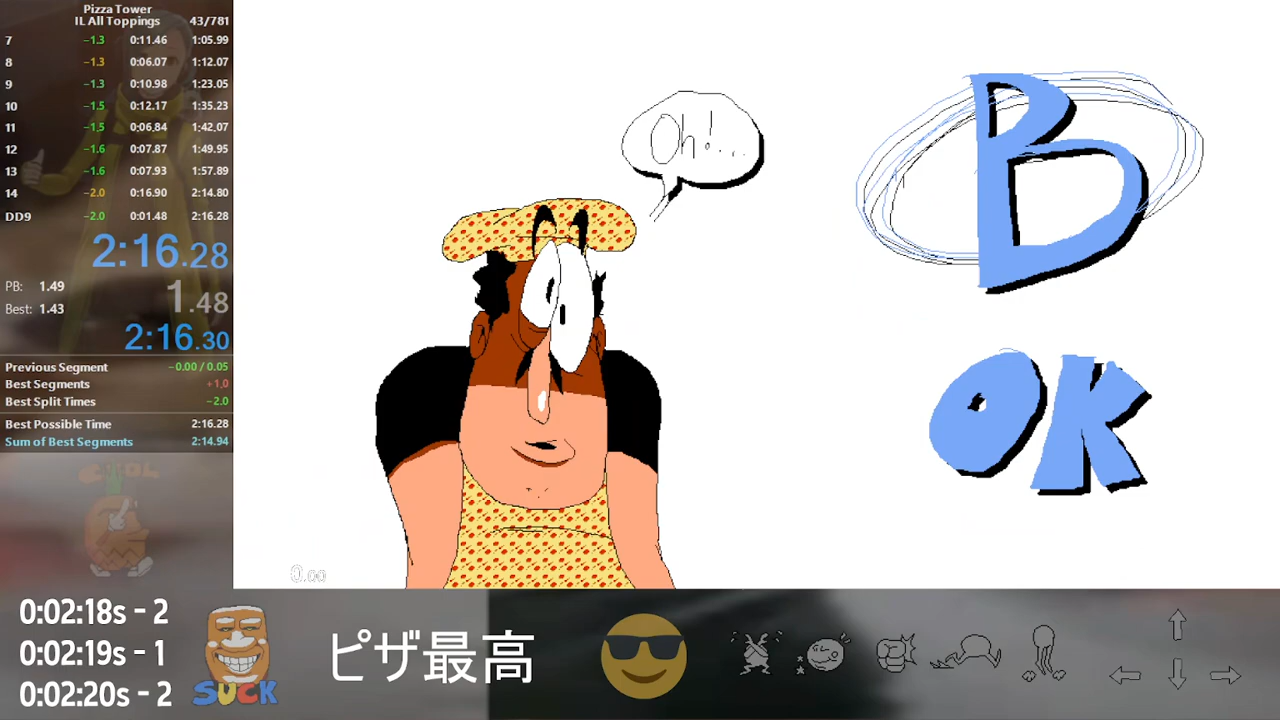 Pizza Tower
IL All Toppings 43/781
7 −1.3 0:11.46 1:05.99
8 −1.3 0:06.07 1:12.07
9 −1.3 0:10.98 1:23.05
10 −1.5 0:12.17 1:35.23
11 −1.5 0:06.84 1:42.07
12 −1.6 0:07.87 1:49.95
13 −1.6 0:07.93 1:57.89
14 −2.0 0:16.90 2:14.80
DD9 −2.0 0:01.48 2:16.28
2:16.28
PB: 1.49
Best: 1.43
1.48
2:16.30
Previous Segment −0.00 / 0.05
Best Segments +1.0
Best Split Times −2.0
Best Possible Time 2:16.28
Sum of Best Segments 2:14.94
Oh!...
B
OK
0.60
0:02:18s - 2
0:02:19s - 1
0:02:20s - 2
SUCK
ピザ最高